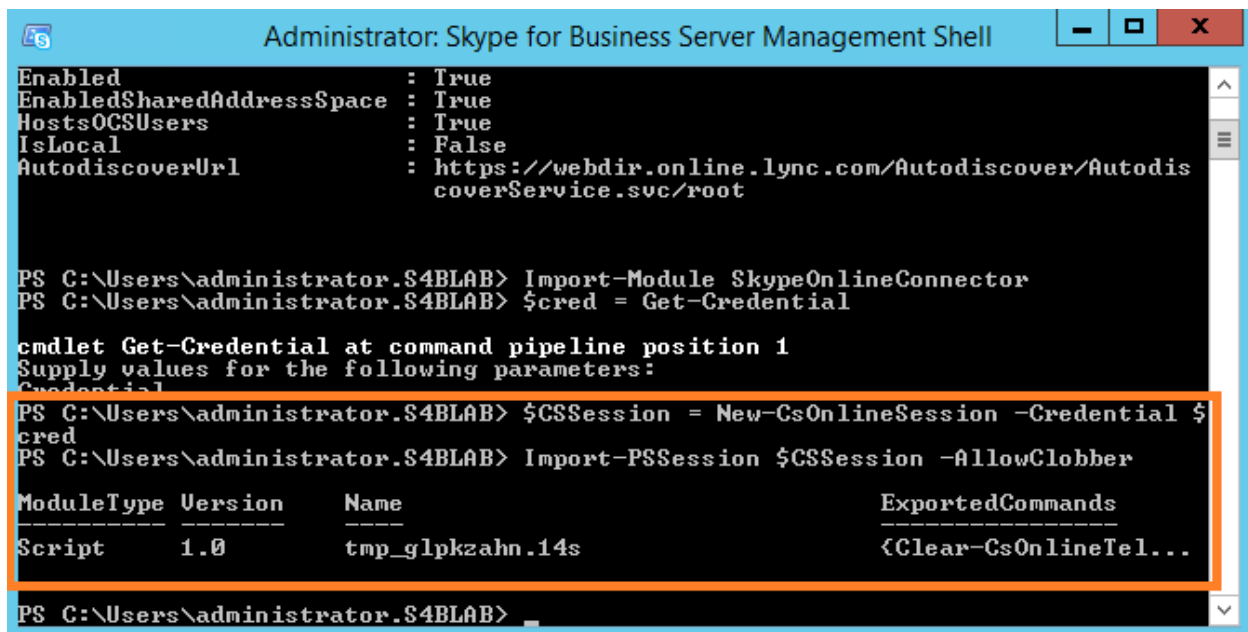 Administrator: Skype for Business Server Management Shell
Enabled : True
EnabledSharedAddressSpace : True
HostsOCSUsers : True
IsLocal : False
AutodiscoverUrl : https://webdir.online.lync.com/Autodiscover/Autodis
coverService.svc/root
PS C:\Users\administrator.S4BLAB> Import-Module SkypeOnlineConnector
PS C:\Users\administrator.S4BLAB> $cred = Get-Credential
cmdlet Get-Credential at command pipeline position 1
Supply values for the following parameters:
Credential
PS C:\Users\administrator.S4BLAB> $CSSession = New-CsOnlineSession -Credential $
cred
PS C:\Users\administrator.S4BLAB> Import-PSSession $CSSession -AllowClobber
ModuleType Version Name ExportedCommands
---------- ------- ---- ----------------
Script 1.0 tmp_glpkzahn.14s {Clear-CsOnlineTel...
PS C:\Users\administrator.S4BLAB> _